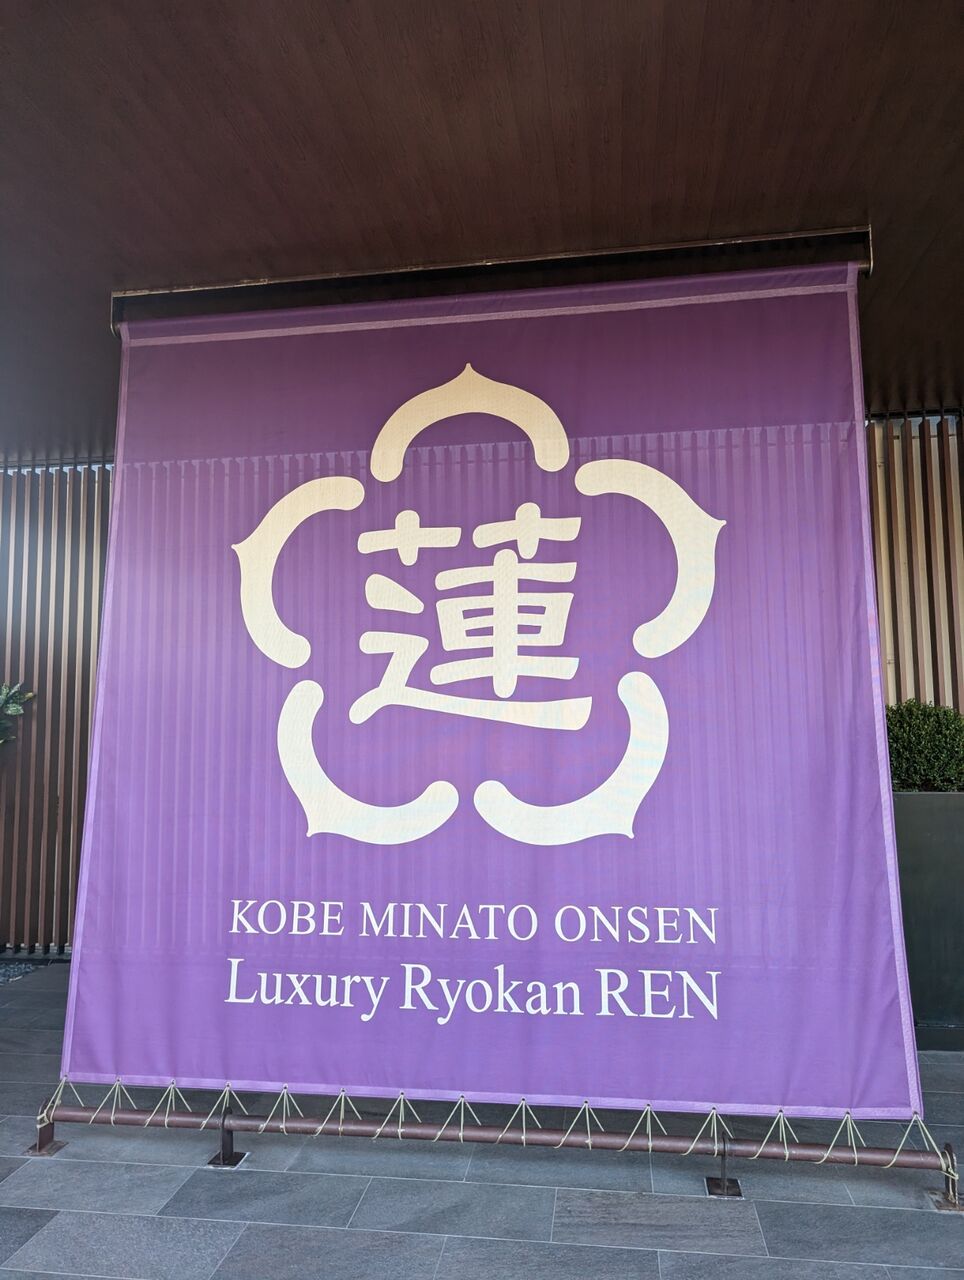 蓮
KOBE MINATO ONSEN
Luxury Ryokan REN